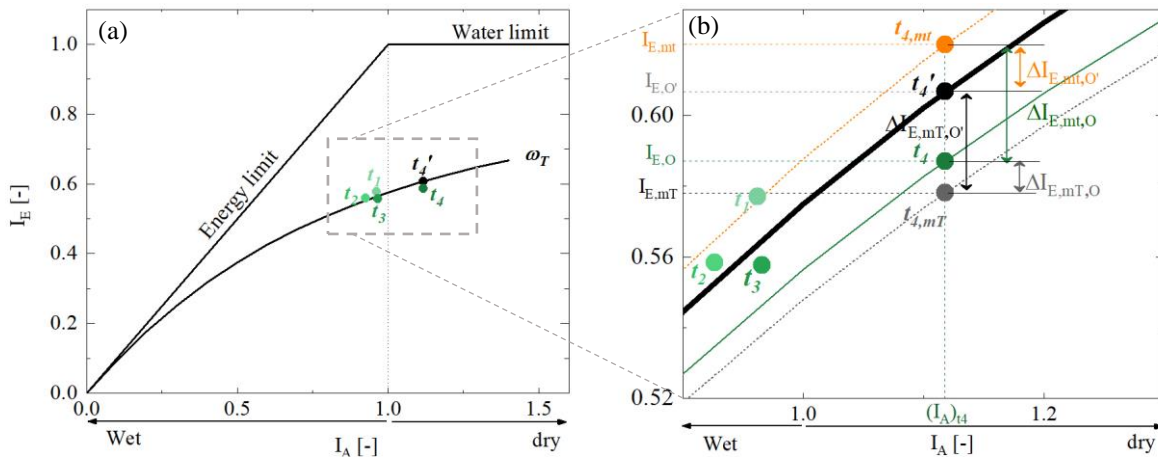 (a)
Water limit
Energy limit
ω_T
t_1
t_2
t_3
t_4'
t_4
I_E [-]
1.0
0.8
0.6
0.4
0.2
0.0
0.0
0.5
1.0
1.5
Wet
I_A [-]
dry
(b)
I_E,mt
I_E,O'
I_E,O
I_E,mT
0.60
0.56
0.52
t_4,mt
t_4'
t_4
t_4,mT
t_1
t_2
t_3
ΔI_E,mt,O'
ΔI_E,mT,O'
ΔI_E,mt,O
ΔI_E,mT,O
1.0
(I_A)_t4
1.2
Wet
I_A [-]
dry